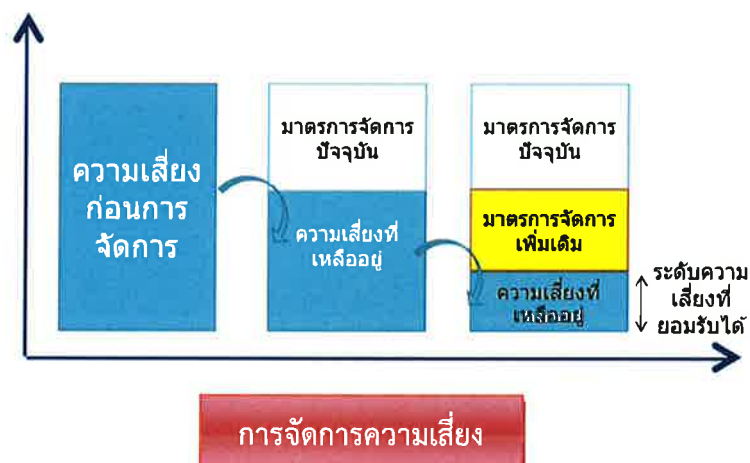 ความเสี่ยง
ก่อนการ
จัดการ
มาตรการจัดการ
ปัจจุบัน
ความเสี่ยงที่
เหลืออยู่
มาตรการจัดการ
ปัจจุบัน
มาตรการจัดการ
เพิ่มเติม
ความเสี่ยงที่
เหลืออยู่
ระดับความ
เสี่ยงที่
ยอมรับได้
การจัดการความเสี่ยง